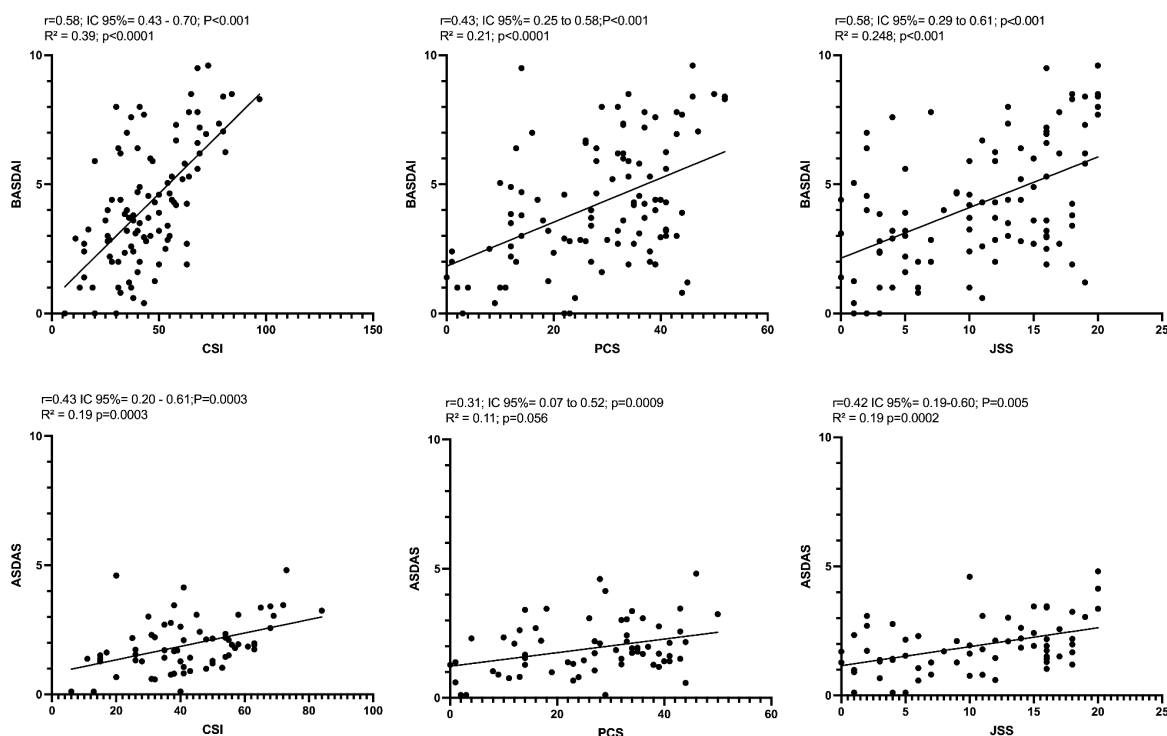 r=0.58; IC 95%= 0.43 - 0.70; P<0.001
R² = 0.39; p<0.0001
10
5
0
BASDAI
0
50
100
150
CSI
r=0.43; IC 95%= 0.25 to 0.58;P<0.001
R² = 0.21; p<0.0001
10
5
0
BASDAI
0
20
40
60
PCS
r=0.58; IC 95% = 0.29 to 0.61; p<0.001
R² = 0.248; p<0.001
10
5
0
BASDAI
0
5
10
15
20
25
JSS
r=0.43 IC 95%= 0.20 - 0.61;P=0.0003
R² = 0.19 p=0.0003
10
5
0
ASDAS
0
20
40
60
80
100
CSI
r=0.31; IC 95%= 0.07 to 0.52; p=0.0009
R² = 0.11; p=0.056
10
5
0
ASDAS
0
20
40
60
PCS
r=0.42 IC 95%= 0.19-0.60; P=0.005
R² = 0.19 p=0.0002
10
5
0
ASDAS
0
5
10
15
20
25
JSS